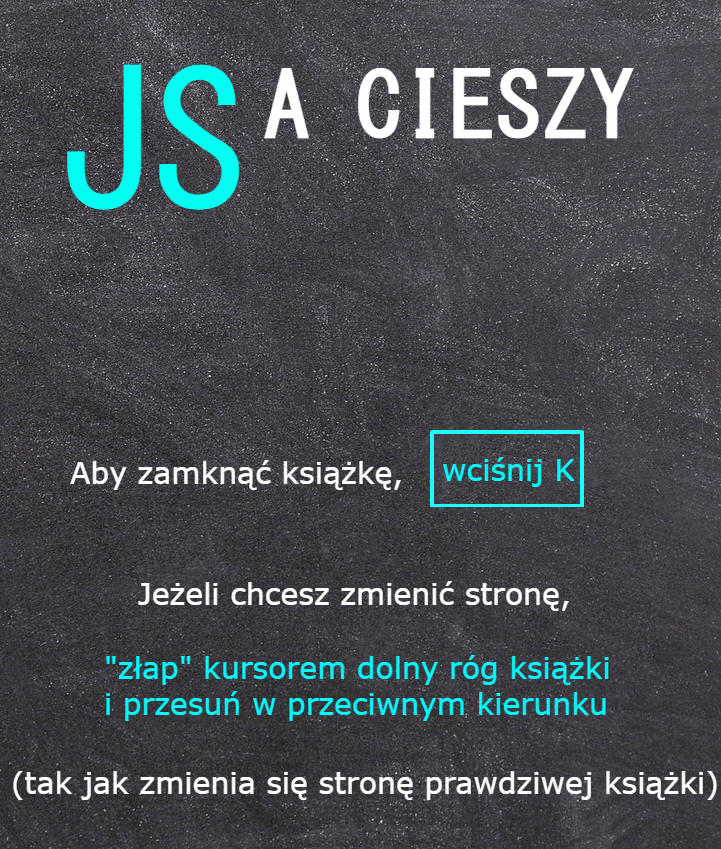 JS A CIESZY
Aby zamknąć książkę, wciśnij K
Jeżeli chcesz zmienić stronę,
"złap" kursorem dolny róg książki
i przesuń w przeciwnym kierunku
(tak jak zmienia się stronę prawdziwej książki)